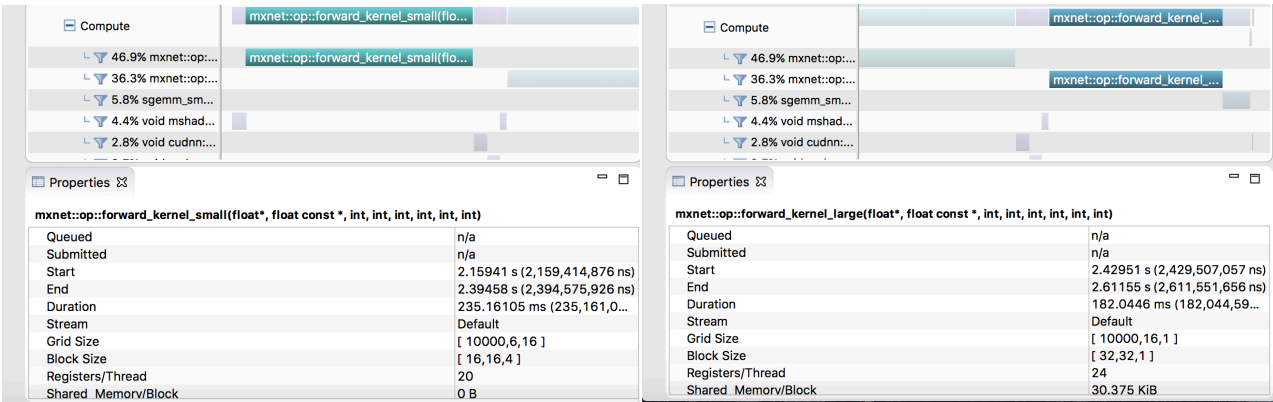 mxnet::op::forward_kernel_small(flo...
Compute
mxnet::op::forward_kernel_small(flo...
46.9% mxnet::op:...
36.3% mxnet::op:...
5.8% sgemm_sm...
4.4% void mshad...
2.8% void cudnn:...
Properties
mxnet::op::forward_kernel_small(float*, float const *, int, int, int, int, int, int)
Queued n/a
Submitted n/a
Start 2.15941 s (2,159,414,876 ns)
End 2.39458 s (2,394,575,926 ns)
Duration 235.16105 ms (235,161,0...
Stream Default
Grid Size [ 10000,6,16 ]
Block Size [ 16,16,4 ]
Registers/Thread 20
Shared Memory/Block 0 B
mxnet::op::forward_kernel_...
Compute
46.9% mxnet::op:...
36.3% mxnet::op:...
mxnet::op::forward_kernel_...
5.8% sgemm_sm...
4.4% void mshad...
2.8% void cudnn:...
Properties
mxnet::op::forward_kernel_large(float*, float const *, int, int, int, int, int, int)
Queued n/a
Submitted n/a
Start 2.42951 s (2,429,507,057 ns)
End 2.61155 s (2,611,551,656 ns)
Duration 182.0446 ms (182,044,59...
Stream Default
Grid Size [ 10000,16,1 ]
Block Size [ 32,32,1 ]
Registers/Thread 24
Shared Memory/Block 30.375 KiB